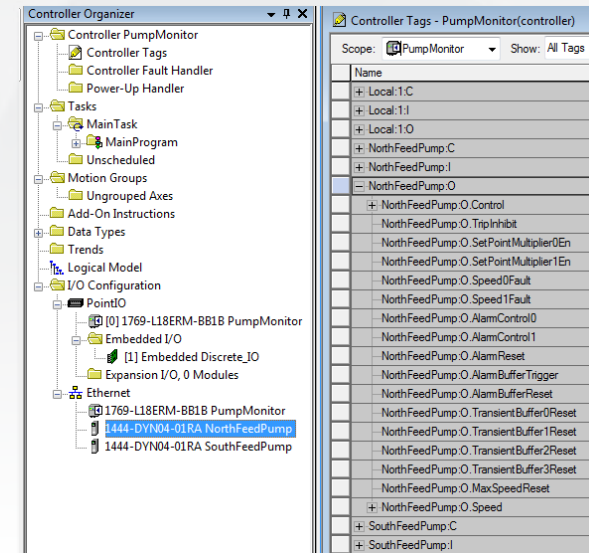 Controller Organizer
Controller PumpMonitor
Controller Tags
Controller Fault Handler
Power-Up Handler
Tasks
MainTask
MainProgram
Unscheduled
Motion Groups
Ungrouped Axes
Add-On Instructions
Data Types
Trends
Logical Model
I/O Configuration
PointIO
[0] 1769-L18ERM-BB1B PumpMonitor
Embedded I/O
[1] Embedded Discrete_IO
Expansion I/O, 0 Modules
Ethernet
1769-L18ERM-BB1B PumpMonitor
1444-DYN04-01RA NorthFeedPump
1444-DYN04-01RA SouthFeedPump
Controller Tags - PumpMonitor(controller)
Scope: PumpMonitor Show: All Tags
Name
Local:1:C
Local:1:I
Local:1:O
NorthFeedPump:C
NorthFeedPump:I
NorthFeedPump:O
NorthFeedPump:O.Control
NorthFeedPump:O.TripInhibit
NorthFeedPump:O.SetPointMultiplier0En
NorthFeedPump:O.SetPointMultiplier1En
NorthFeedPump:O.Speed0Fault
NorthFeedPump:O.Speed1Fault
NorthFeedPump:O.AlarmControl0
NorthFeedPump:O.AlarmControl1
NorthFeedPump:O.AlarmReset
NorthFeedPump:O.AlarmBufferTrigger
NorthFeedPump:O.AlarmBufferReset
NorthFeedPump:O.TransientBuffer0Reset
NorthFeedPump:O.TransientBuffer1Reset
NorthFeedPump:O.TransientBuffer2Reset
NorthFeedPump:O.TransientBuffer3Reset
NorthFeedPump:O.MaxSpeedReset
NorthFeedPump:O.Speed
SouthFeedPump:C
SouthFeedPump:I